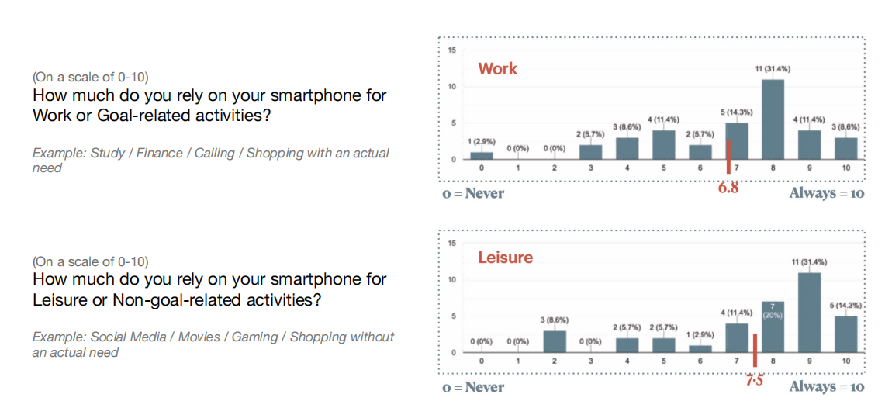 (On a scale of 0-10)
How much do you rely on your smartphone for
Work or Goal-related activities?
Example: Study / Finance / Calling / Shopping with an actual
need
Work
15
10
5
0
1 (2.9%)
0 (0%)
0 (0%)
2 (5.7%)
3 (8.6%)
4 (11.4%)
2 (5.7%)
5 (14.3%)
11 (31.4%)
4 (11.4%)
3 (8.6%)
0 1 2 3 4 5 6 7 8 9 10
6.8
0 = Never
Always = 10
(On a scale of 0-10)
How much do you rely on your smartphone for
Leisure or Non-goal-related activities?
Example: Social Media / Movies / Gaming / Shopping without
an actual need
Leisure
15
10
5
0
0 (0%)
0 (0%)
3 (8.6%)
0 (0%)
2 (5.7%)
2 (5.7%)
1 (2.9%)
4 (11.4%)
7
(20%)
11 (31.4%)
5 (14.3%)
0 1 2 3 4 5 6 7 8 9 10
7.5
0 = Never
Always = 10